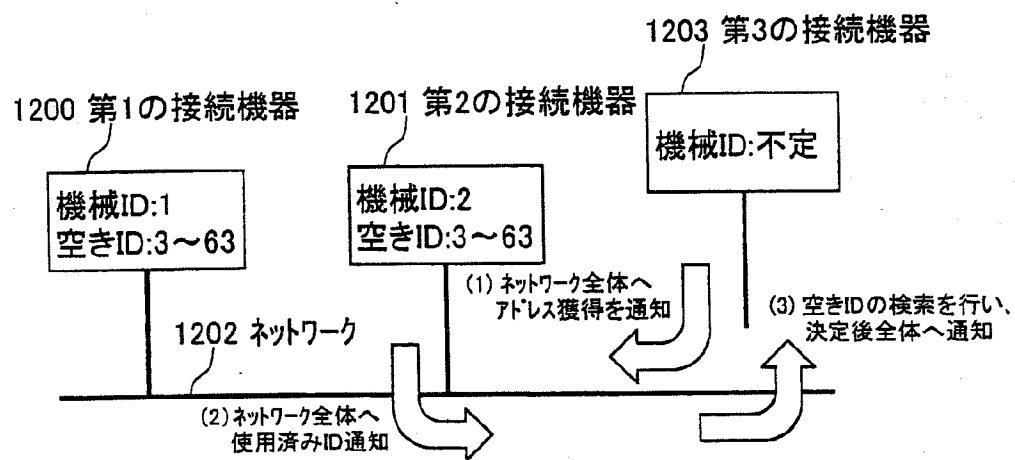 1203 第3の接続機器
1200 第1の接続機器
1201 第2の接続機器
機械ID:不定
機械ID:1
空きID:3～63
機械ID:2
空きID:3～63
(1) ネットワーク全体へ
アドレス獲得を通知
(3) 空きIDの検索を行い、
決定後全体へ通知
1202 ネットワーク
(2) ネットワーク全体へ
使用済みID通知